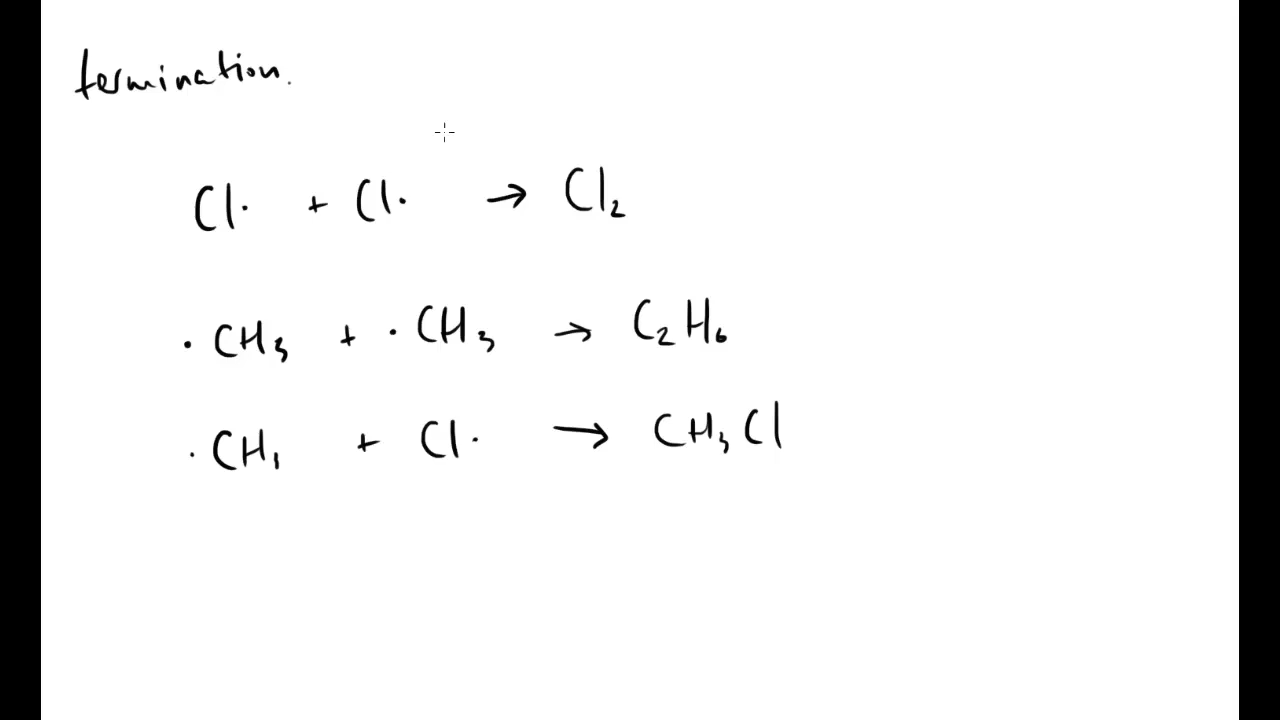 termination.
Cl· + Cl· → Cl₂
·CH₃ + ·CH₃ → C₂H₆
·CH₁ + Cl· → CH₃Cl